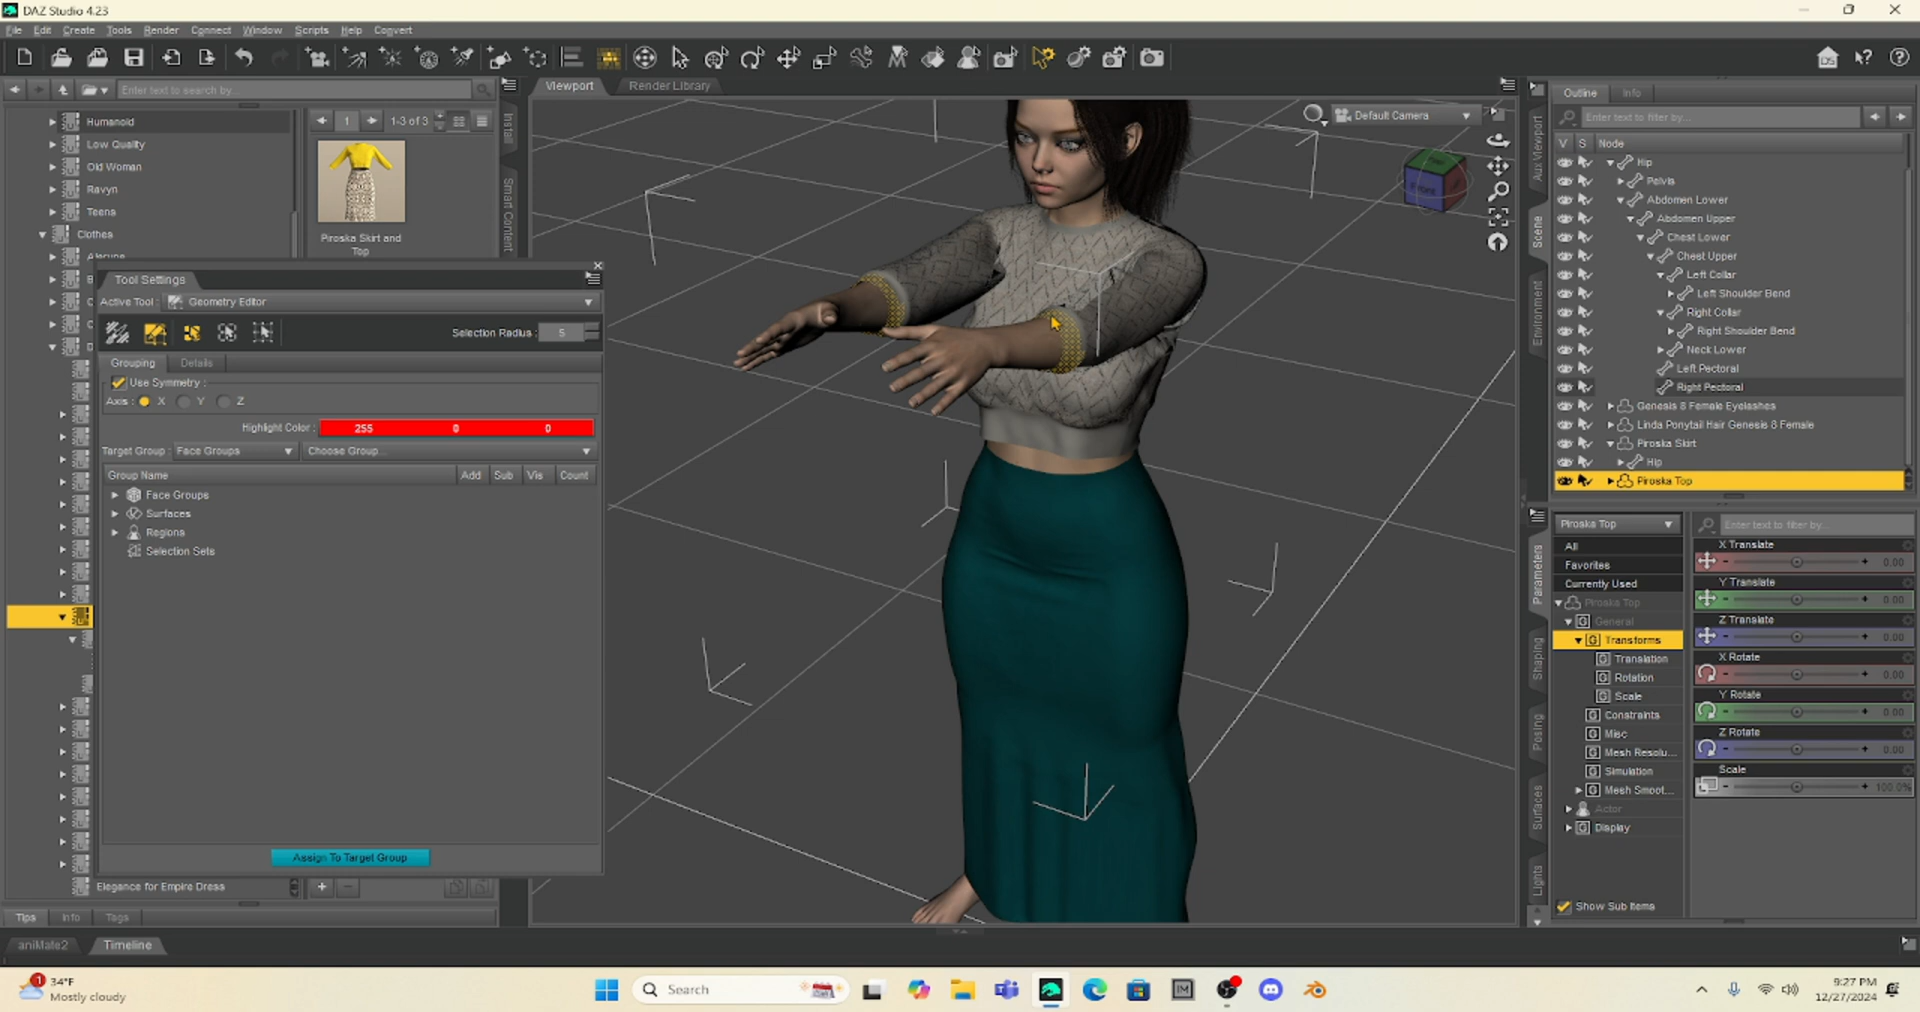 DAZ Studio 4.23
File Edit Create Tools Render Connect Window Scripts Help Convert
Enter text to search by...
Viewport
Render Library
Install
Smart Content
Humanoid
Low Quality
Old Woman
Ravyn
Teens
Clothes
1
1-3 of 3
Piroska Skirt and
Top
Tool Settings
Active Tool :
Geometry Editor
Selection Radius :
5
Grouping
Details
Use Symmetry :
Axis :
X
Y
Z
Highlight Color :
255
0
0
Target Group :
Face Groups
Choose Group...
Group Name
Add
Sub
Vis
Count
Face Groups
Surfaces
Regions
Selection Sets
Assign To Target Group
Elegance for Empire Dress
Tips
Info
Tags
aniMate2
Timeline
Default Camera
Aux Viewport
Scene
Environment
Outline
Info
Enter text to filter by...
V S Node
Hip
Pelvis
Abdomen Lower
Abdomen Upper
Chest Lower
Chest Upper
Left Collar
Left Shoulder Bend
Right Collar
Right Shoulder Bend
Neck Lower
Left Pectoral
Right Pectoral
Genesis 8 Female Eyelashes
Linda Ponytail Hair Genesis 8 Female
Piroska Skirt
Hip
Piroska Top
Parameters
Shaping
Posing
Surfaces
Lights
Piroska Top
Enter text to filter by...
All
Favorites
Currently Used
Piroska Top
General
Transforms
Translation
Rotation
Scale
Constraints
Misc
Mesh Resolu...
Simulation
Mesh Smoot...
Actor
Display
Show Sub Items
X Translate
0.00
Y Translate
0.00
Z Translate
0.00
X Rotate
0.00
Y Rotate
0.00
Z Rotate
0.00
Scale
100.0%
1
34°F
Mostly cloudy
Search
9:27 PM
12/27/2024